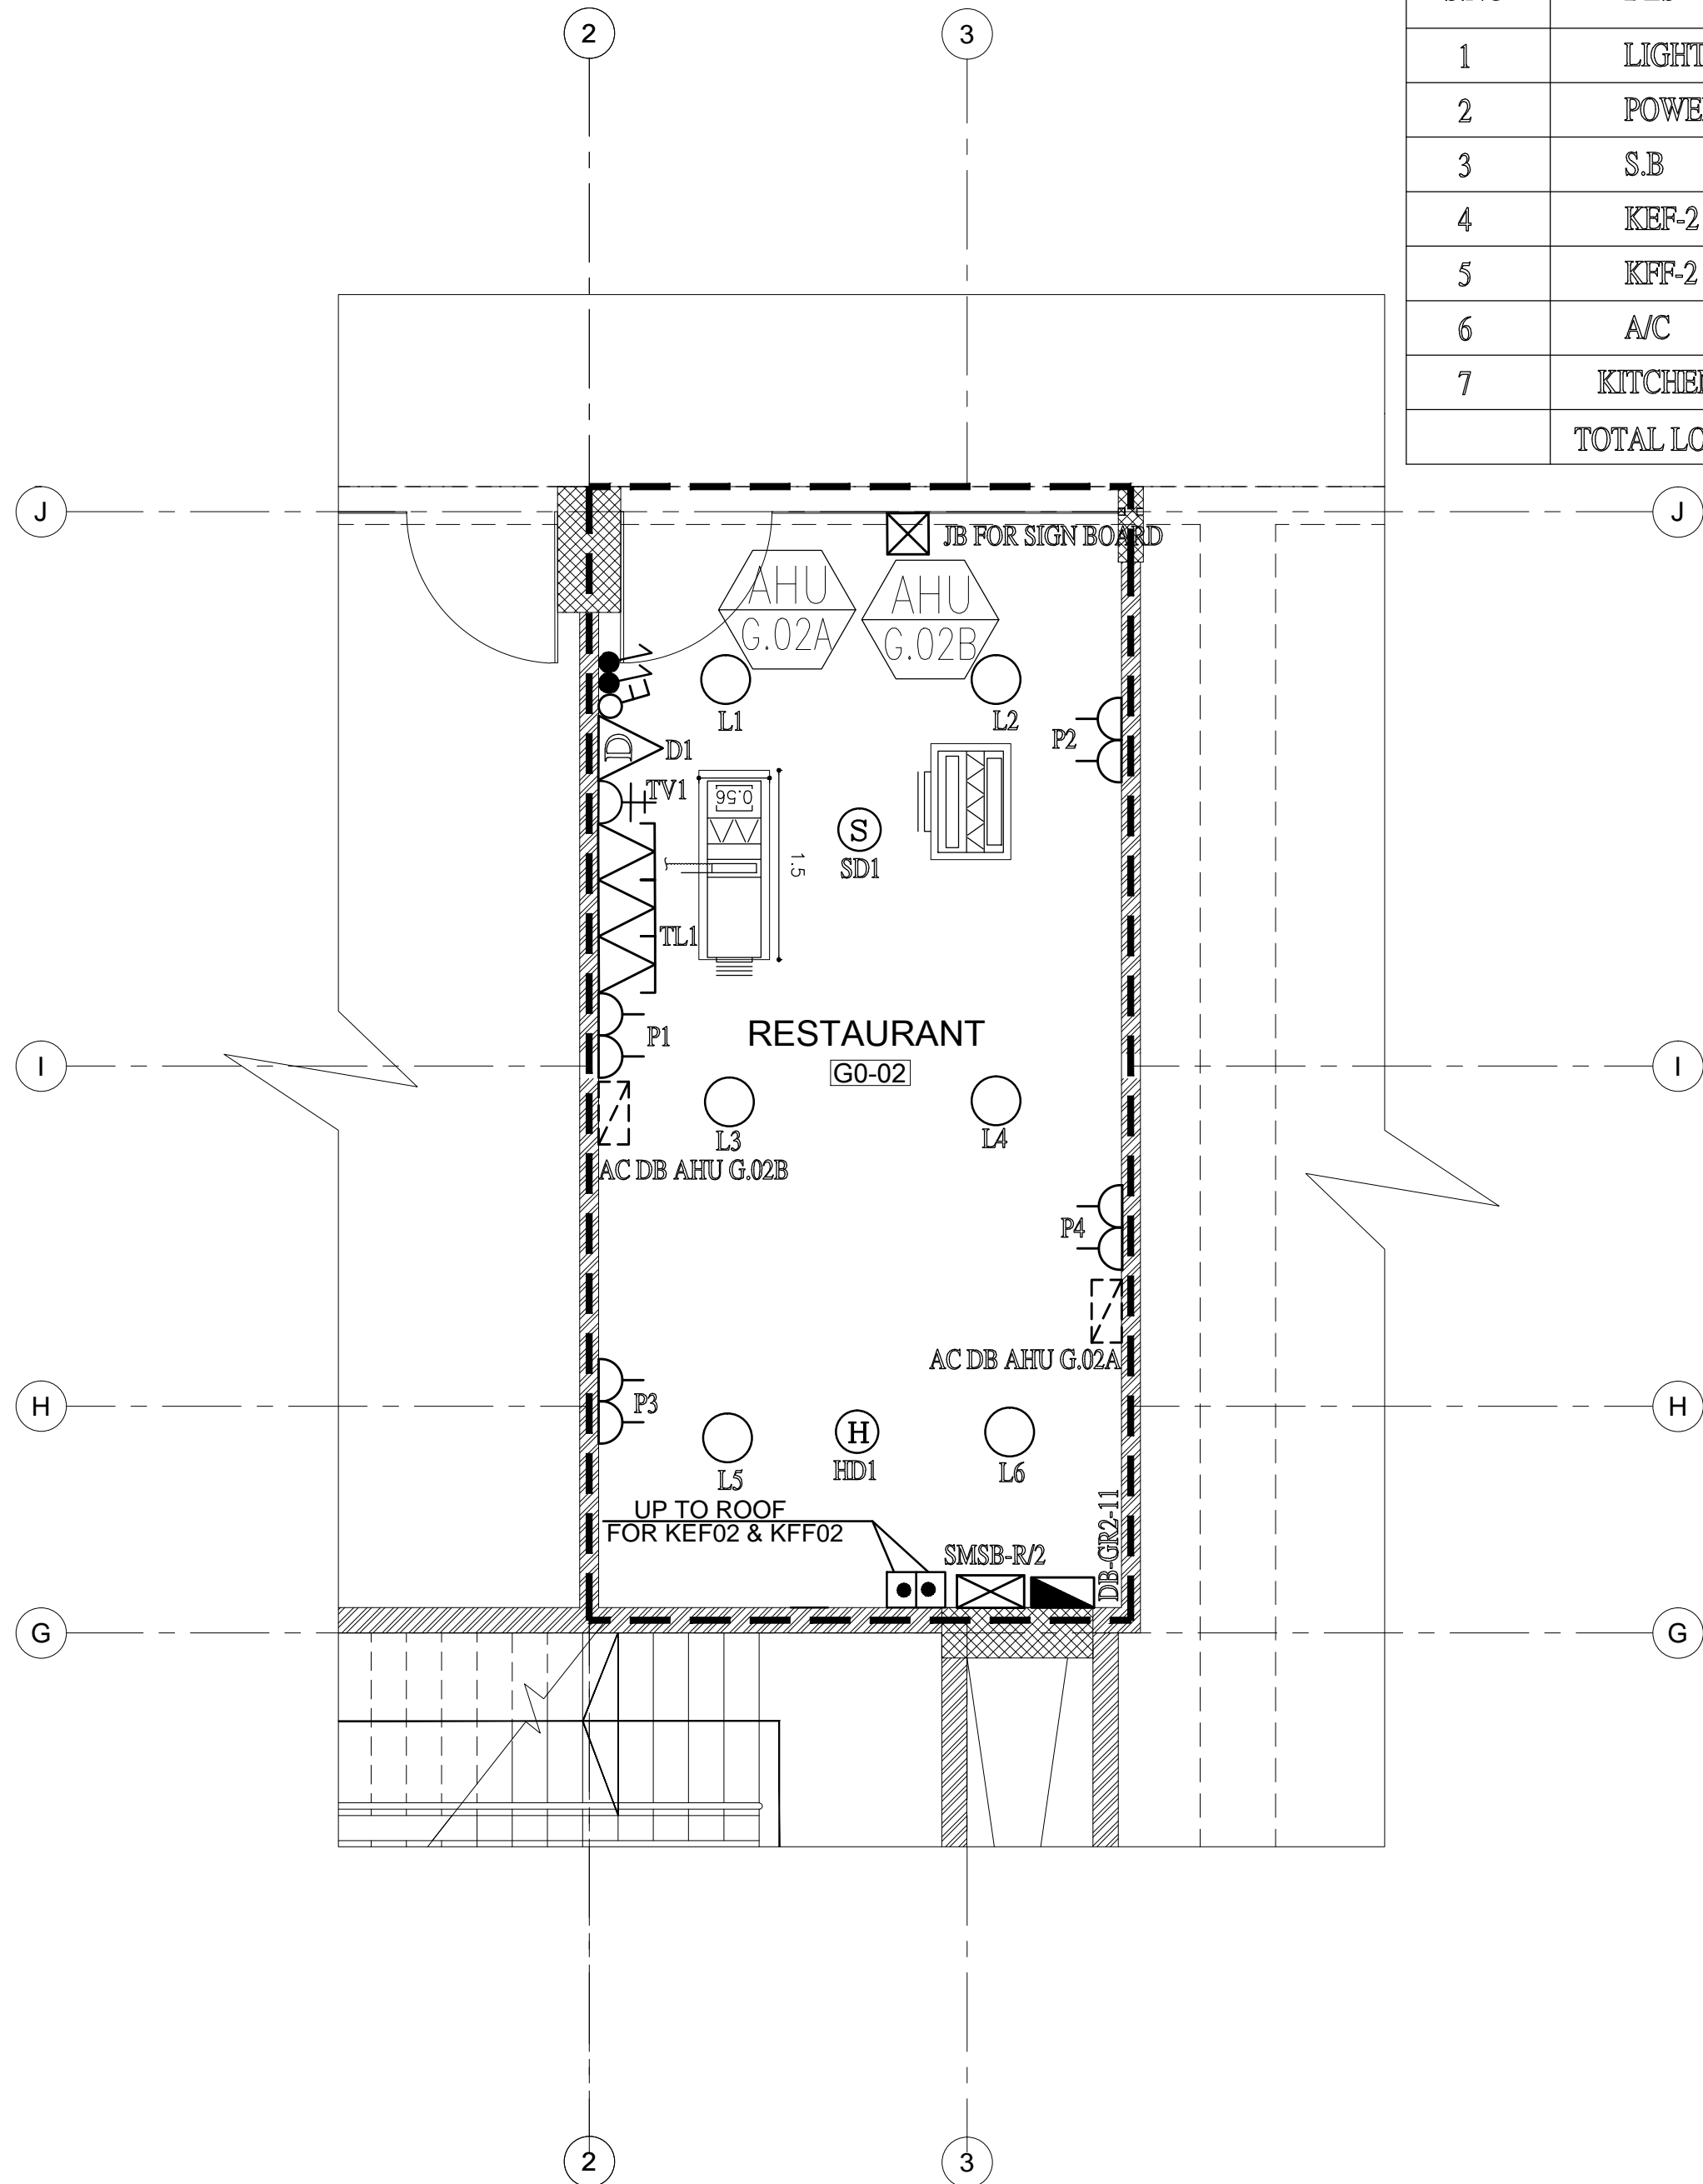 2
3
1
LIGHT
2
3
S.B
4
KEF-2
5
KFF-2
6
A/C
7
TOTAL
J
J
JB FOR SIGN BOARD
AHU
G.02A
AHU
G.02B
L1
L2
P2
D
D1
TV1
0.56
1.5
S
SD1
TL1
P1
RESTAURANT
G0-02
I
I
L3
L4
AC DB AHU G.02B
P4
AC DB AHU G.02A
H
H
P3
H
HD1
L5
L6
UP TO ROOF
FOR KEF02 & KFF02
SMSB-R/2
DB-GR2-11
G
G
2
3